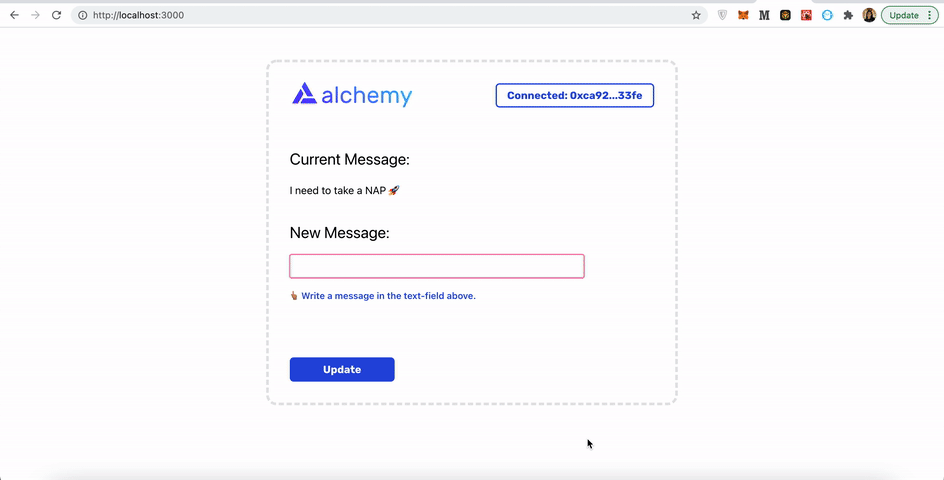 http://localhost:3000
Update
alchemy
Connected: 0xca92...33fe
Current Message:
I need to take a NAP 🚀
New Message:
👆🏽 Write a message in the text-field above.
Update